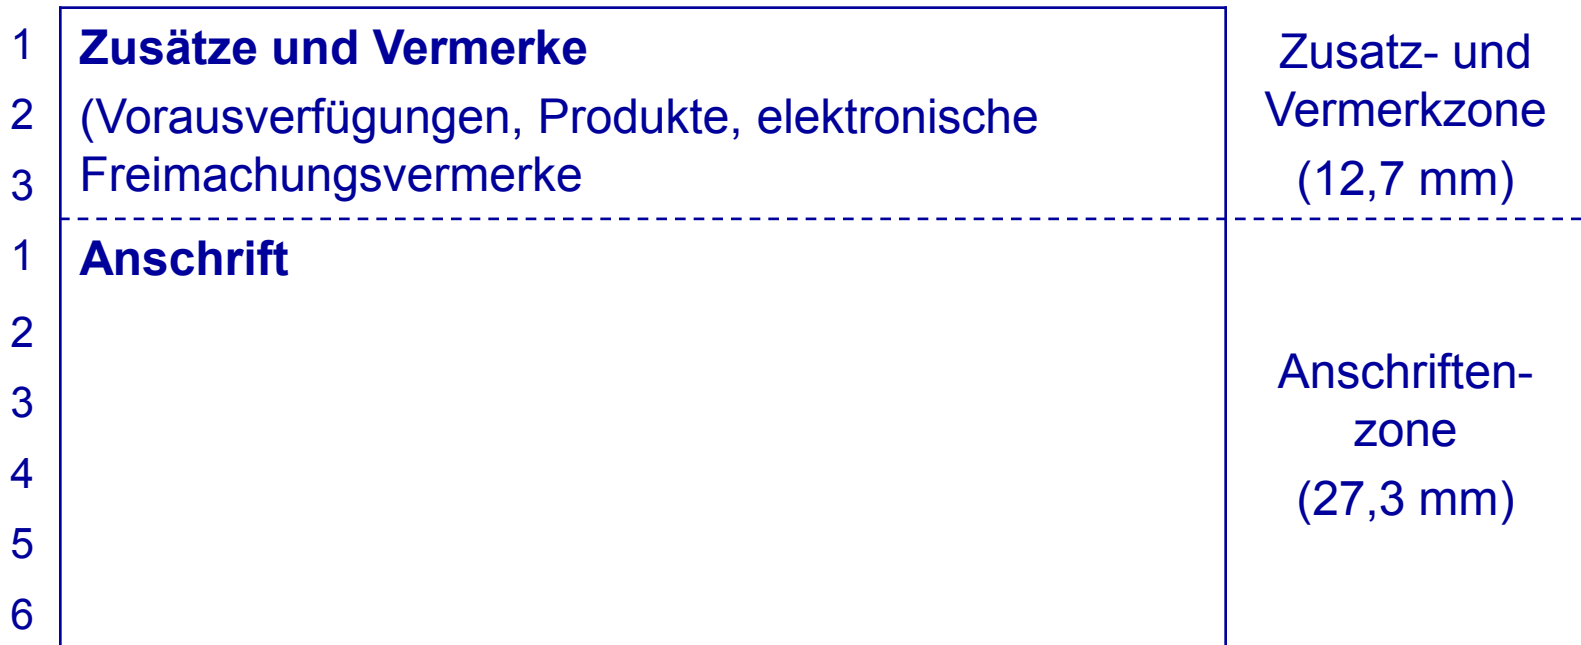 1 Zusätze und Vermerke
2 (Vorausverfügungen, Produkte, elektronische
3 Freimachungsvermerke
Zusatz- und
Vermerkzone
(12,7 mm)
1 Anschrift
2
3
4
5
6
Anschriften-
zone
(27,3 mm)